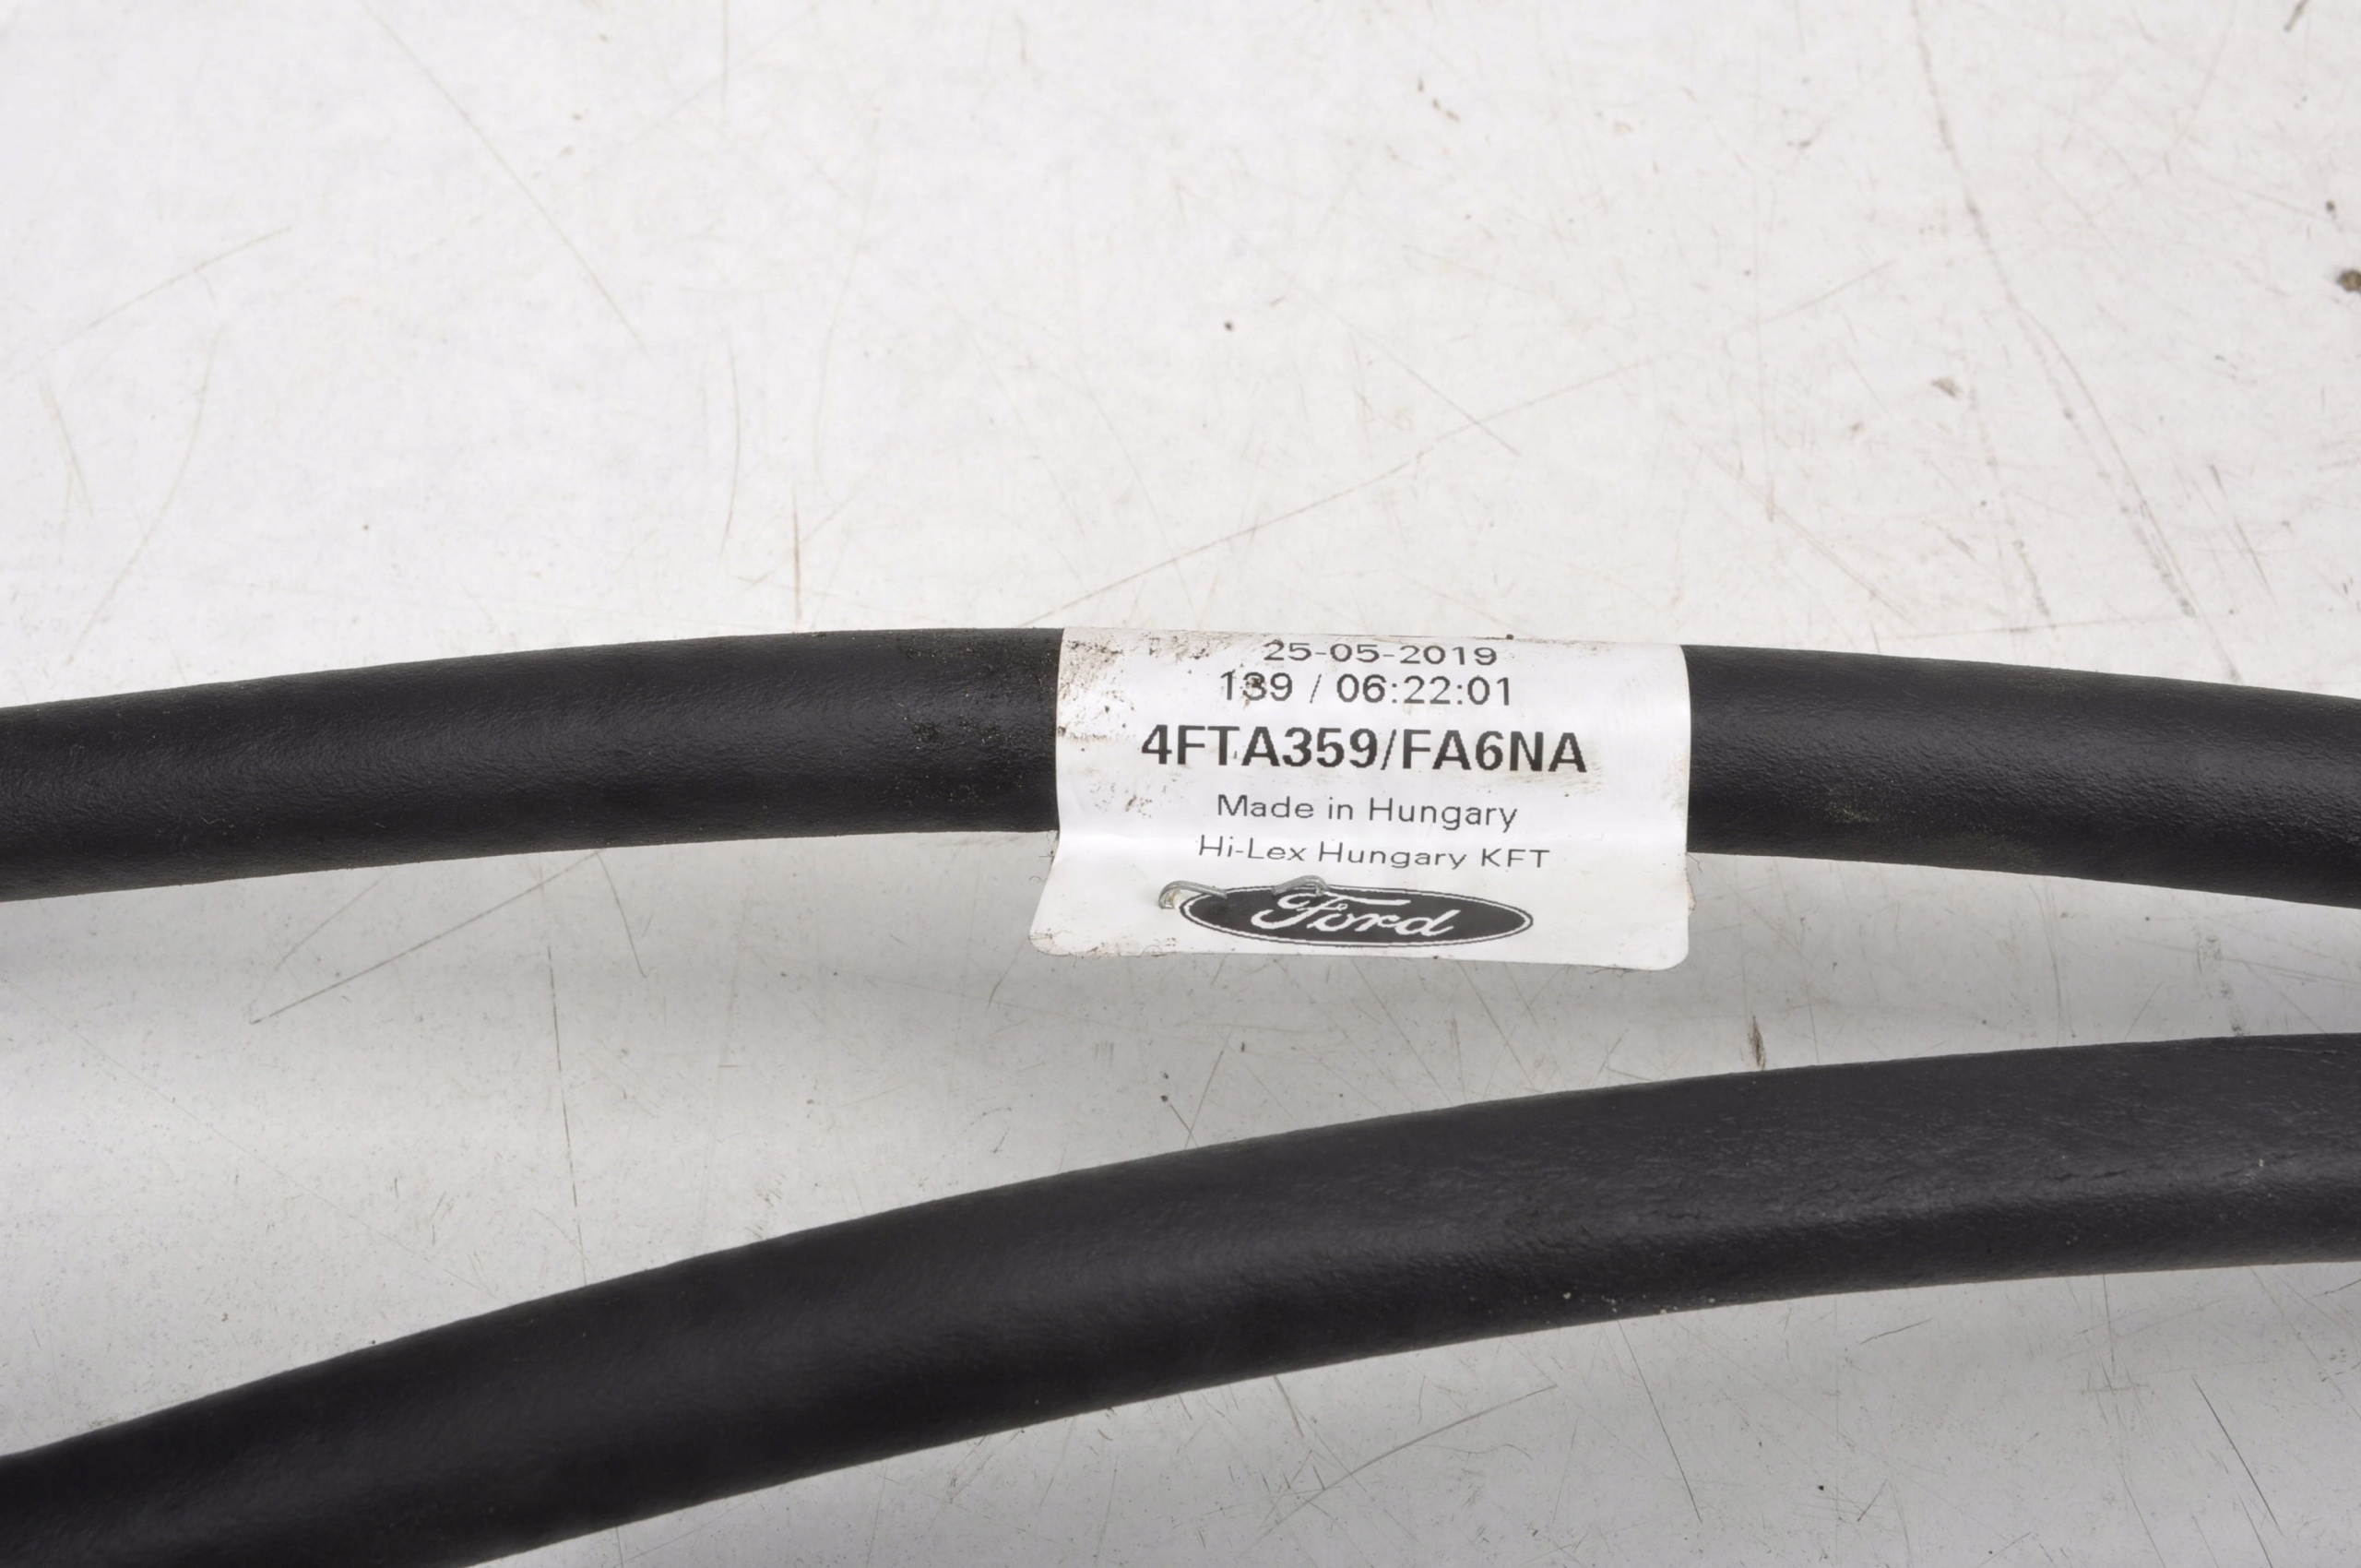 25-05-2019
139 / 06:22:01
4FTA359/FA6NA
Made in Hungary
Hi-Lex Hungary KFT
Ford